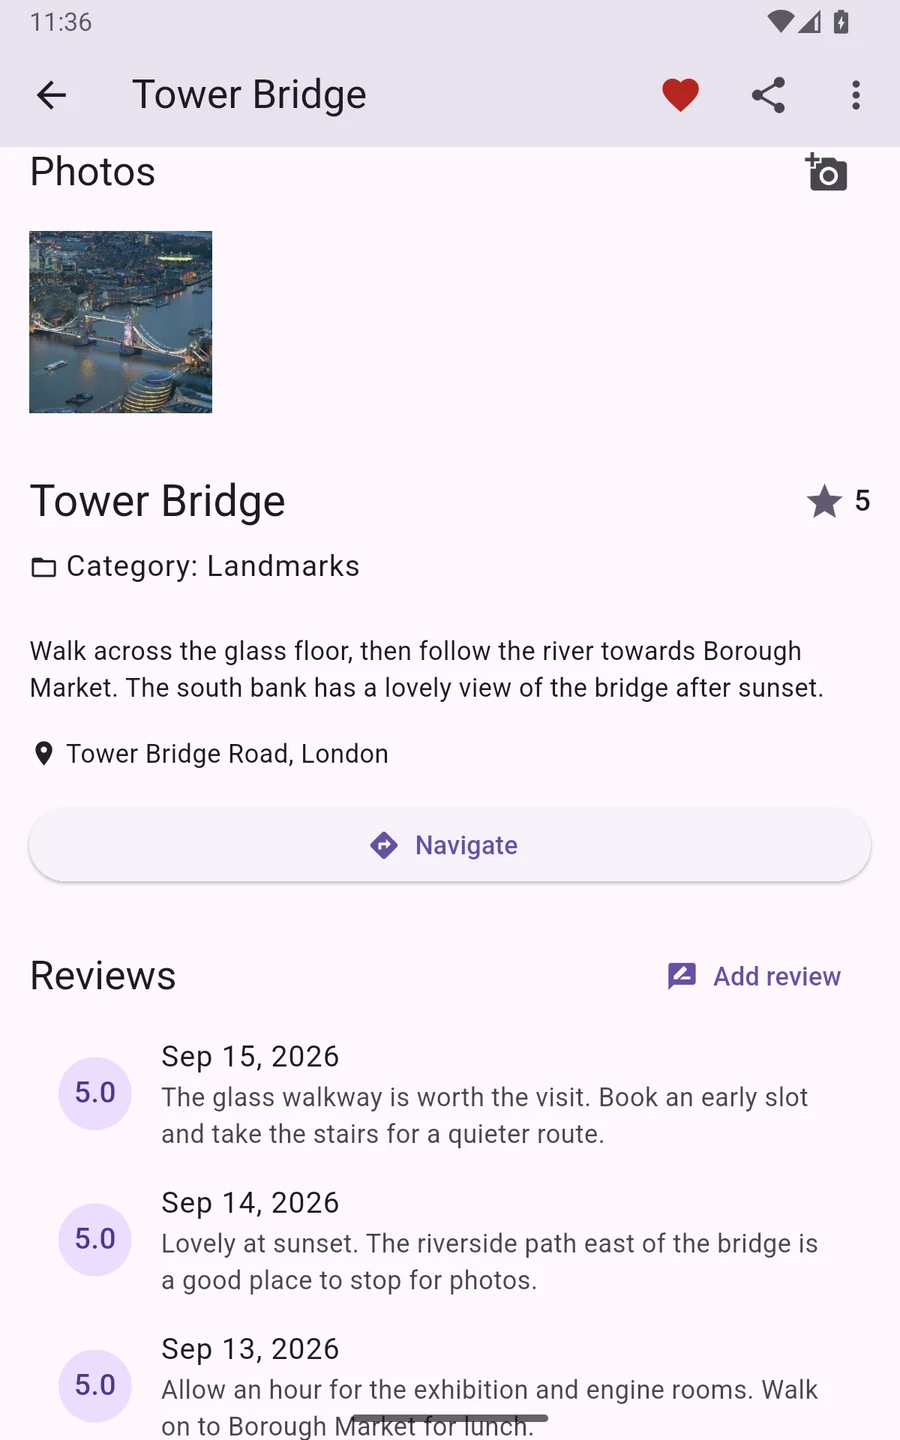 11:36
Tower Bridge
Photos
Tower Bridge
5
Category: Landmarks
Walk across the glass floor, then follow the river towards Borough
Market. The south bank has a lovely view of the bridge after sunset.
Tower Bridge Road, London
Navigate
Reviews
Add review
Sep 15, 2026
5.0
The glass walkway is worth the visit. Book an early slot
and take the stairs for a quieter route.
Sep 14, 2026
5.0
Lovely at sunset. The riverside path east of the bridge is
a good place to stop for photos.
Sep 13, 2026
5.0
Allow an hour for the exhibition and engine rooms. Walk
on to Borough Market for lunch.